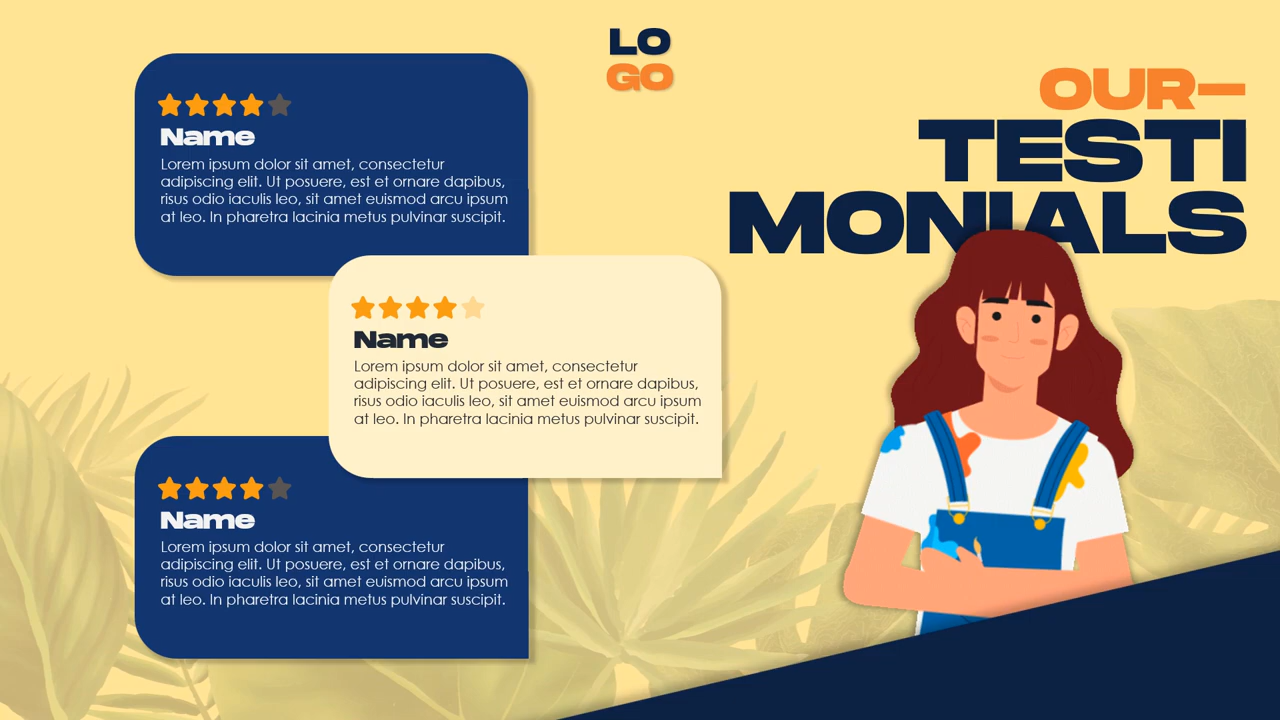 LO
GO
OUR—
TESTI
MONIALS
Name
Lorem ipsum dolor sit amet, consectetur
adipiscing elit. Ut posuere, est et ornare dapibus,
risus odio iaculis leo, sit amet euismod arcu ipsum
at leo. In pharetra lacinia metus pulvinar suscipit.
Name
Lorem ipsum dolor sit amet, consectetur
adipiscing elit. Ut posuere, est et ornare dapibus,
risus odio iaculis leo, sit amet euismod arcu ipsum
at leo. In pharetra lacinia metus pulvinar suscipit.
Name
Lorem ipsum dolor sit amet, consectetur
adipiscing elit. Ut posuere, est et ornare dapibus,
risus odio iaculis leo, sit amet euismod arcu ipsum
at leo. In pharetra lacinia metus pulvinar suscipit.